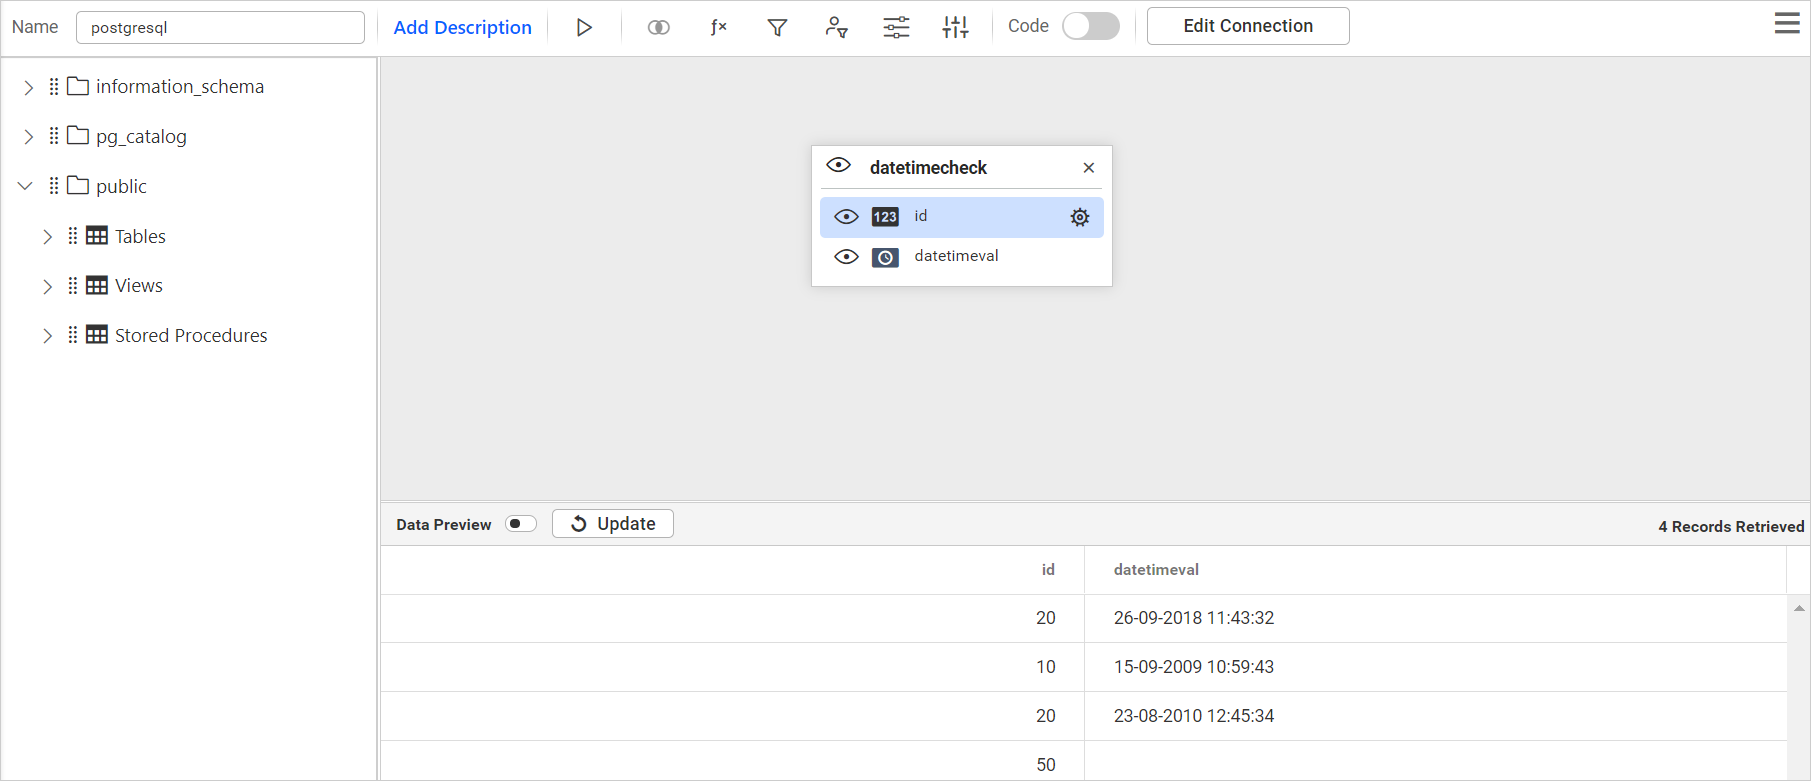 Name postgresql Add Description ƒx Code Edit Connection
information_schema
pg_catalog
public
Tables
Views
Stored Procedures
datetimecheck
123 id
datetimeval
Data Preview Update 4 Records Retrieved
id datetimeval
20 26-09-2018 11:43:32
10 15-09-2009 10:59:43
20 23-08-2010 12:45:34
50